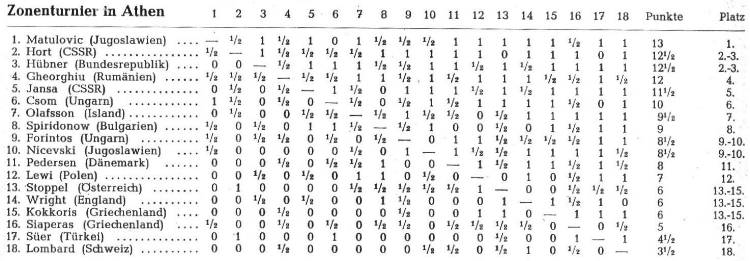 Zonenturnier in Athen 1 2 3 4 5 6 7 8 9 10 11 12 13 14 15 16 17 18 Punkte Platz
1. Matulovic (Jugoslawien) .... — ½ 1 ½ 1 0 1 ½ ½ ½ 1 1 1 1 1 ½ 1 1 13 1.
2. Hort (CSSR) .............. ½ — 1 ½ ½ ½ ½ 1 1 1 1 1 0 1 1 1 0 1 12½ 2.-3.
3. Hübner (Bundesrepublik) ... 0 0 — ½ 1 1 1 ½ ½ 1 1 ½ 1 ½ 1 1 1 1 12½ 2.-3.
4. Gheorghiu (Rumänien) ..... ½ ½ ½ — ½ ½ 1 1 ½ 1 ½ 1 1 1 ½ ½ 1 ½ 12 4.
5. Jansa (CSSR) .............. 0 ½ 0 ½ — 1 ½ 0 1 1 1 ½ 1 ½ 1 1 1 1 11½ 5.
6. Csom (Ungarn) ............ 1 ½ 0 ½ 0 — ½ 0 ½ 1 ½ 1 1 1 1 ½ 0 1 10 6.
7. Olafsson (Island) .......... 0 ½ 0 0 ½ ½ — ½ 1 ½ ½ 0 ½ 1 1 1 1 1 9½ 7.
8. Spiridonow (Bulgarien) .... ½ 0 ½ 0 1 1 ½ — ½ 1 0 0 ½ 0 1 ½ 1 1 9 8.
9. Forintos (Ungarn) ......... ½ 0 ½ ½ 0 ½ 0 ½ — 0 1 1 ½ ½ ½ ½ 1 1 8½ 9.-10.
10. Nicevski (Jugoslawien) ..... ½ 0 0 0 0 0 ½ 0 1 — 1 ½ ½ 1 1 1 1 ½ 8½ 9.-10.
11. Pedersen (Dänemark) ...... 0 0 0 ½ 0 ½ ½ 1 0 0 — 1 ½ 1 1 ½ 1 ½ 8 11.
12. Lewi (Polen) .............. 0 0 ½ 0 ½ 0 1 1 0 ½ 0 — 0 1 0 ½ 1 1 7 12.
13. Stoppel (Österreich) ....... 0 1 0 0 0 0 ½ ½ ½ ½ ½ 1 — 0 0 ½ ½ ½ 6 13.-15.
14. Wright (England) .......... 0 0 ½ 0 ½ 0 0 1 ½ 0 0 0 1 — 1 ½ 1 0 6 13.-15.
15. Kokkoris (Griechenland) .... 0 0 0 ½ 0 0 0 0 ½ 0 0 1 1 0 — 1 1 1 6 13.-15.
16. Siaperas (Griechenland) .... ½ 0 0 ½ 0 ½ 0 ½ ½ 0 ½ ½ ½ ½ 0 — 0 ½ 5 16.
17. Süer (Türkei) ............. 0 1 0 0 0 1 0 0 0 0 0 0 ½ 0 0 1 — 1 4½ 17.
18. Lombard (Schweiz) ........ 0 0 0 ½ 0 0 0 0 0 ½ ½ 0 ½ 1 0 ½ 0 — 3½ 18.